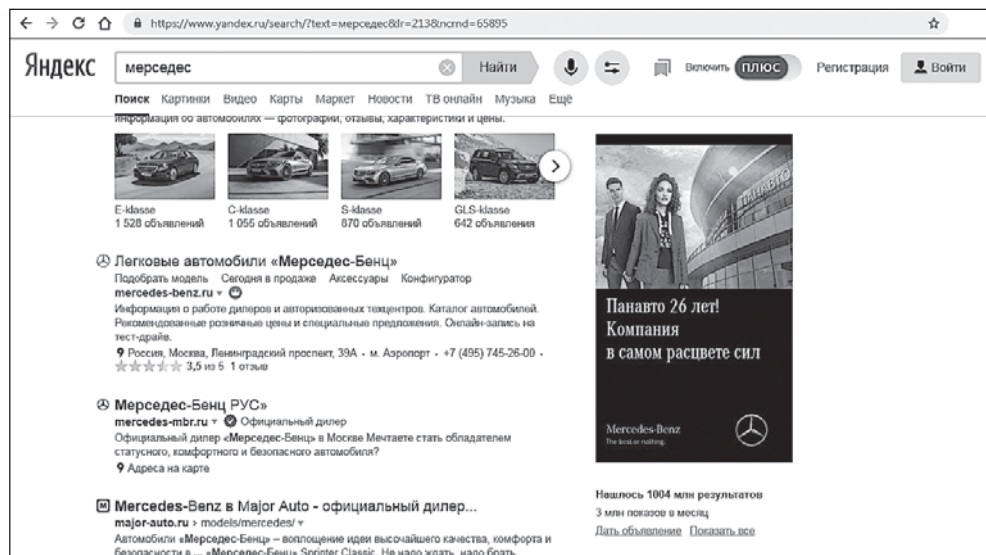 https://www.yandex.ru/search/?text=мерседес&lr=213&ncrnd=65895
Яндекс
мерседес
Найти
Включить ПЛЮС
Регистрация
Войти
Поиск Картинки Видео Карты Маркет Новости ТВ онлайн Музыка Ещё
информация об автомобилях — фотографии, отзывы, характеристики и цены.
E-klasse
1 528 объявлений
C-klasse
1 055 объявлений
S-klasse
870 объявлений
GLS-klasse
642 объявления
Легковые автомобили «Мерседес-Бенц»
Подобрать модель Сегодня в продаже Аксессуары Конфигуратор
mercedes-benz.ru
Информация о работе дилеров и авторизованных техцентров. Каталог автомобилей.
Рекомендованные розничные цены и специальные предложения. Онлайн-запись на
тест-драйв.
Россия, Москва, Ленинградский проспект, 39А • м. Аэропорт • +7 (495) 745-26-00 •
3,5 из 5 1 отзыв
Мерседес-Бенц РУС»
mercedes-mbr.ru Официальный дилер
Официальный дилер «Мерседес-Бенц» в Москве Мечтаете стать обладателем
статусного, комфортного и безопасного автомобиля?
Адреса на карте
Mercedes-Benz в Major Auto - официальный дилер...
major-auto.ru › models/mercedes/
Автомобили «Мерседес-Бенц» – воплощение идеи высочайшего качества, комфорта и
безопасности в ... «Мерседес-Бенц» Sprinter Classic. Не надо ждать, надо брать.
ПАНАВТО
Панавто 26 лет!
Компания
в самом расцвете сил
Mercedes-Benz
The best or nothing.
Нашлось 1004 млн результатов
3 млн показов в месяц
Дать объявление Показать все